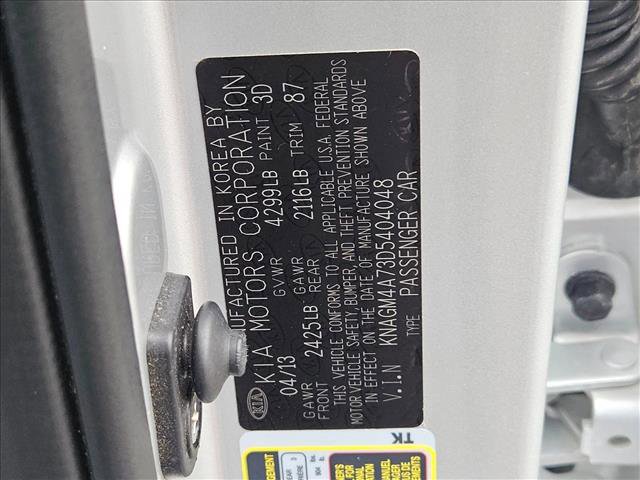 MANUFACTURED IN KOREA BY
KIA MOTORS CORPORATION
04/13 GVWR 4299LB PAINT 3D
GAWR FRONT 2425LB GAWR REAR 2116LB TRIM 87
THIS VEHICLE CONFORMS TO ALL APPLICABLE U.S.A. FEDERAL
MOTOR VEHICLE SAFETY, BUMPER, AND THEFT PREVENTION STANDARDS
IN EFFECT ON THE DATE OF MANUFACTURE SHOWN ABOVE
V.I.N KNAGM4A73D5404048
TYPE PASSENGER CAR
KIA
TK